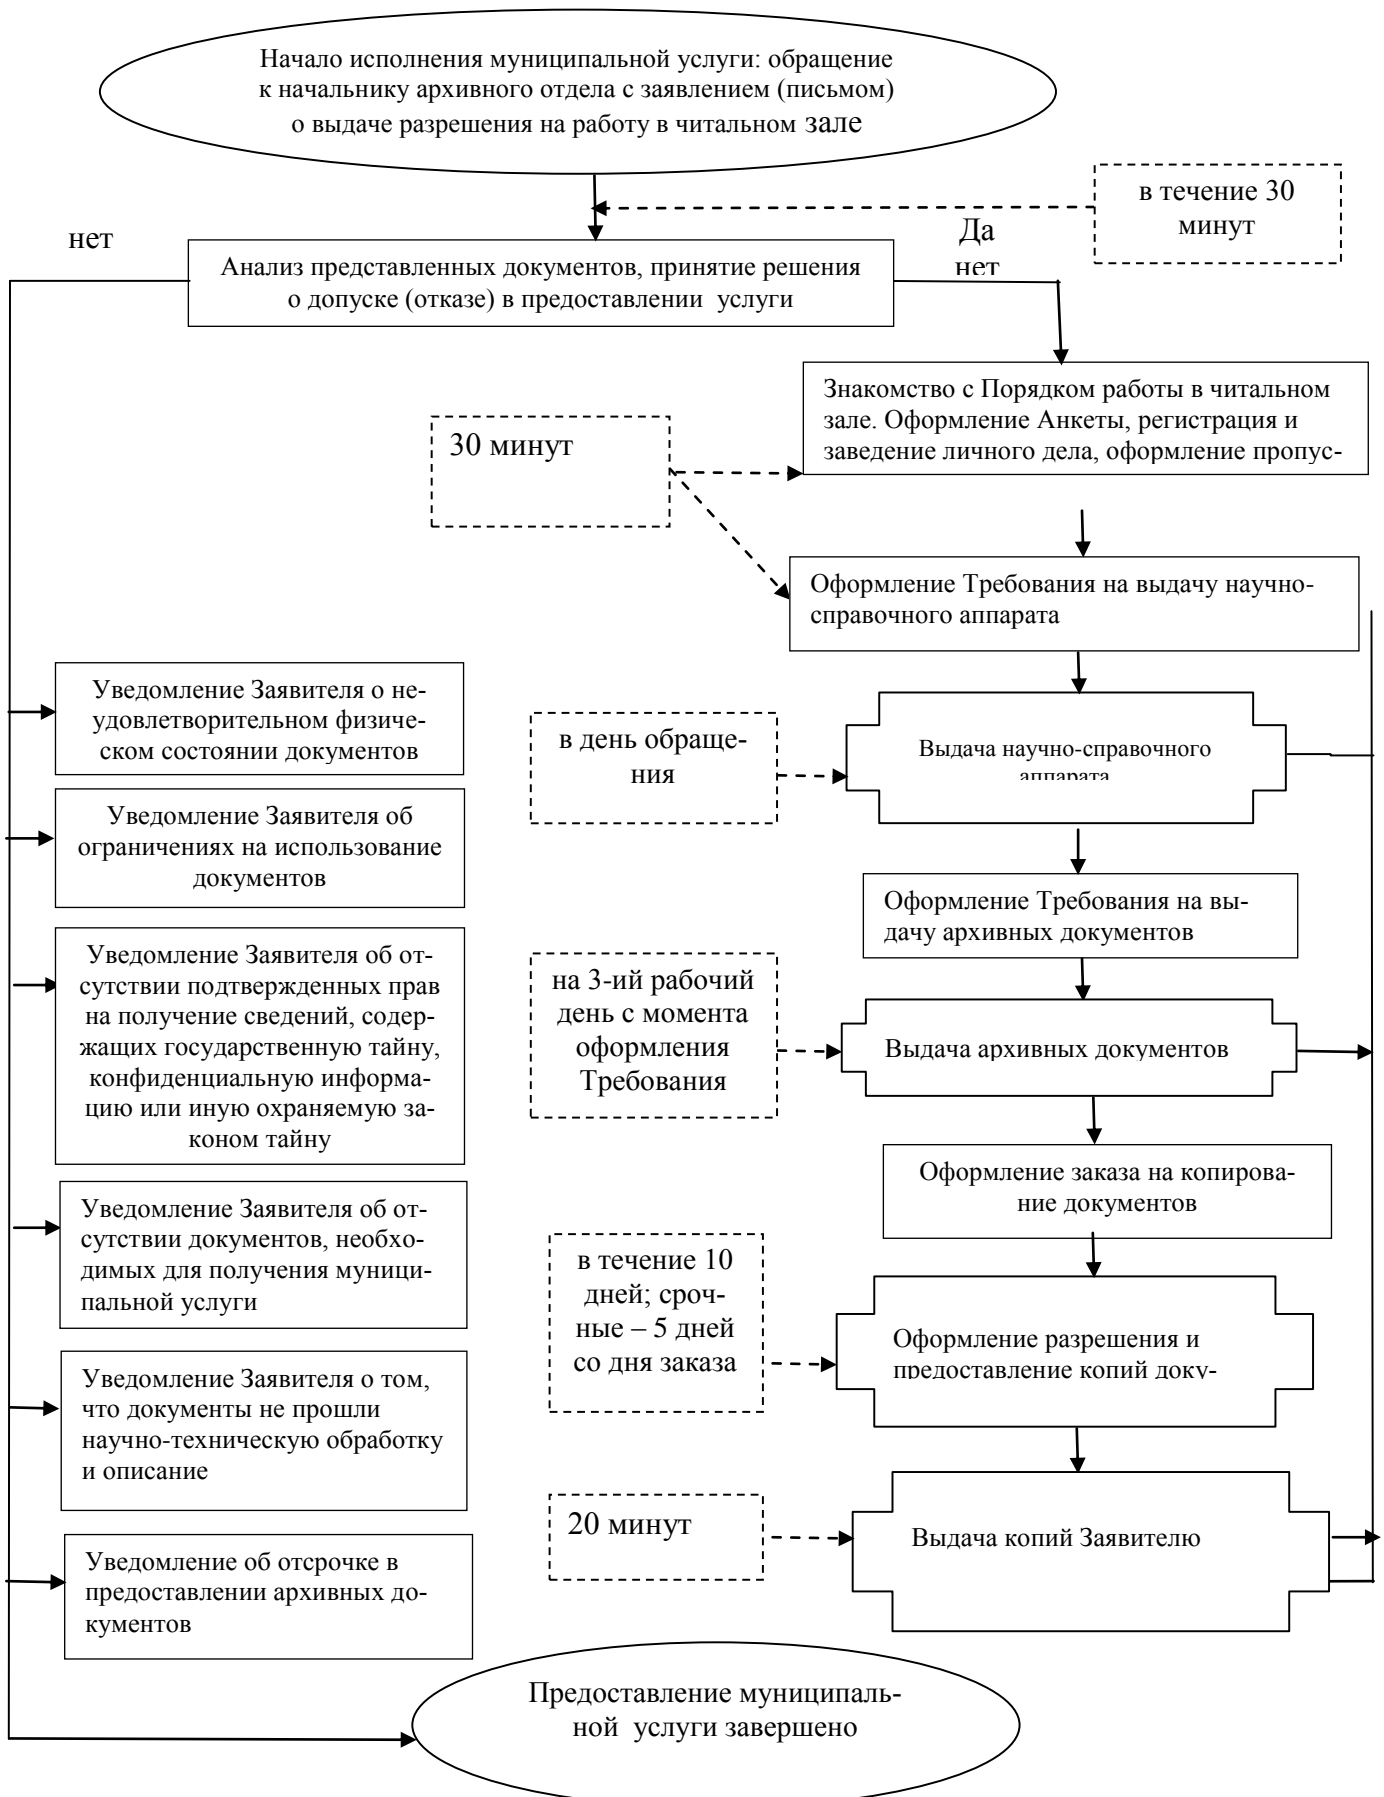 Начало исполнения муниципальной услуги: обращение
к начальнику архивного отдела с заявлением (письмом)
о выдаче разрешения на работу в читальном зале
в течение 30
минут
нет
Да
нет
Анализ представленных документов, принятие решения
о допуске (отказе) в предоставлении услуги
Знакомство с Порядком работы в читальном
зале. Оформление Анкеты, регистрация и
заведение личного дела, оформление пропус-
30 минут
Оформление Требования на выдачу научно-
справочного аппарата
Уведомление Заявителя о не-
удовлетворительном физиче-
ском состоянии документов
в день обраще-
ния
Выдача научно-справочного
аппарата
Уведомление Заявителя об
ограничениях на использование
документов
Оформление Требования на вы-
дачу архивных документов
Уведомление Заявителя об от-
сутствии подтвержденных прав
на получение сведений, содер-
жащих государственную тайну,
конфиденциальную информа-
цию или иную охраняемую за-
коном тайну
на 3-ий рабочий
день с момента
оформления
Требования
Выдача архивных документов
Оформление заказа на копирова-
ние документов
Уведомление Заявителя об от-
сутствии документов, необхо-
димых для получения муници-
пальной услуги
в течение 10
дней; сроч-
ные – 5 дней
со дня заказа
Оформление разрешения и
предоставление копий доку-
Уведомление Заявителя о том,
что документы не прошли
научно-техническую обработку
и описание
20 минут
Выдача копий Заявителю
Уведомление об отсрочке в
предоставлении архивных до-
кументов
Предоставление муниципаль-
ной услуги завершено